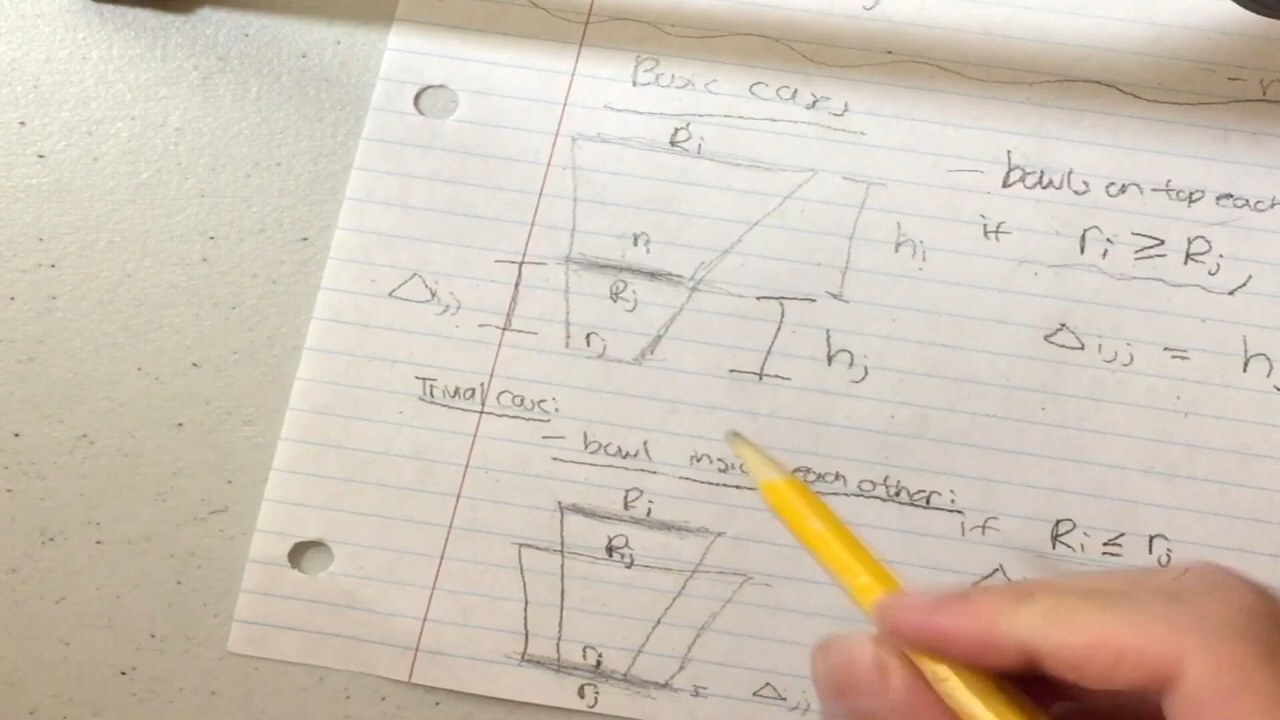 Basic cases
Ri
- bowls on top each
if ri ≥ Rj,
ri
hi
Rj
Δi,j
rj
hj
Δi,j = h
Trivial case:
- bowl inside each other:
if Ri ≤ rj
Ri
Rj
Δ
ri
rj
= Δi,j